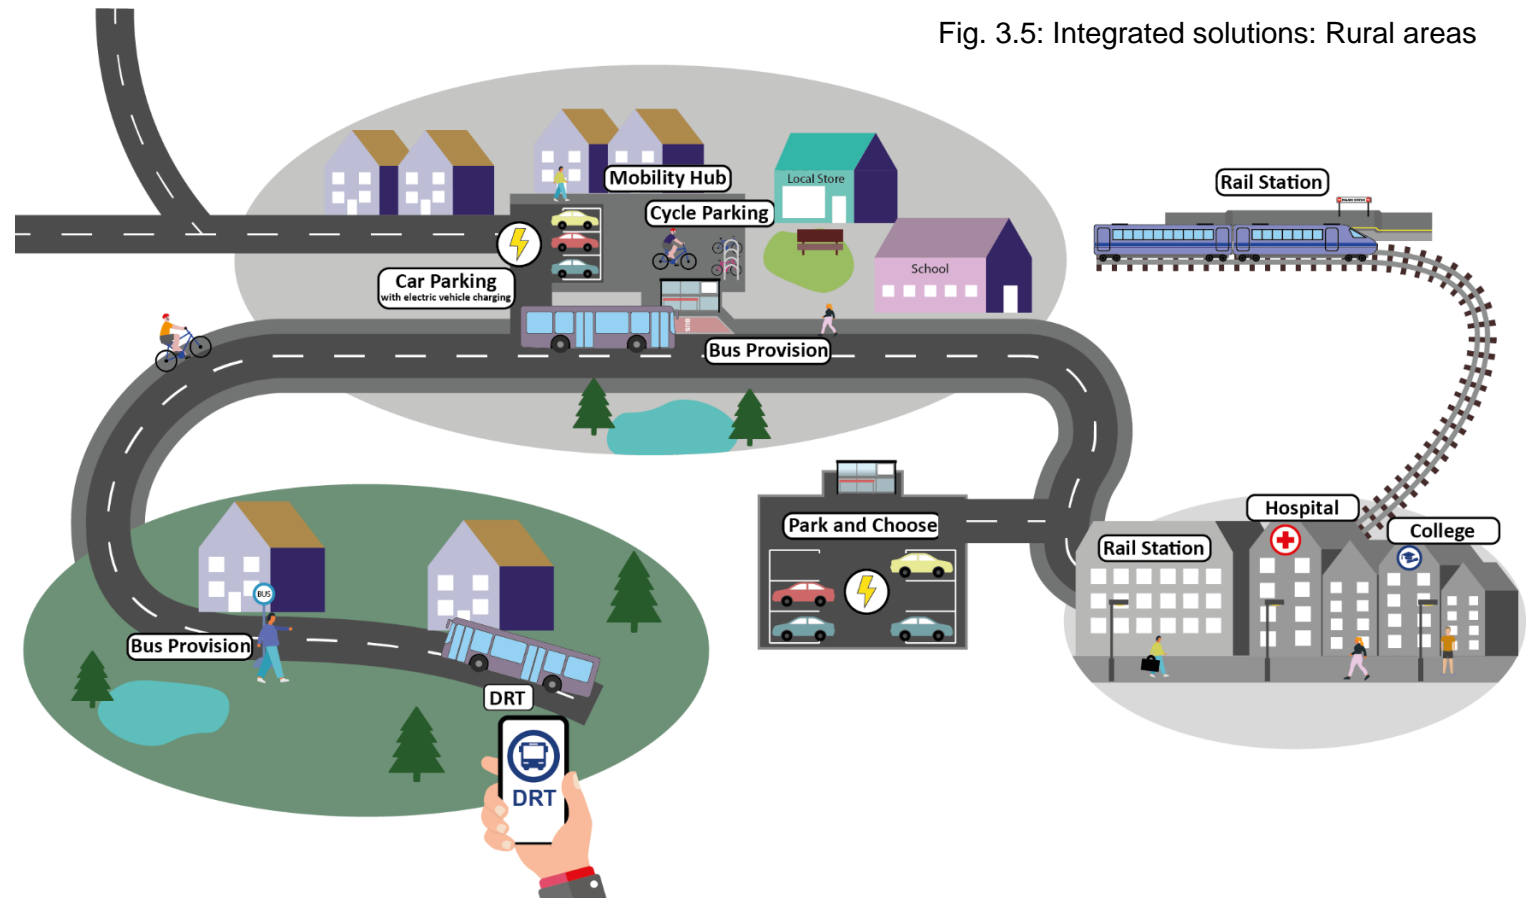 Fig. 3.5: Integrated solutions: Rural areas
Mobility Hub
Local Store
Rail Station
Cycle Parking
School
Car Parking
with electric vehicle charging
BUS
Bus Provision
Hospital
Park and Choose
College
Rail Station
BUS
Bus Provision
DRT
DRT